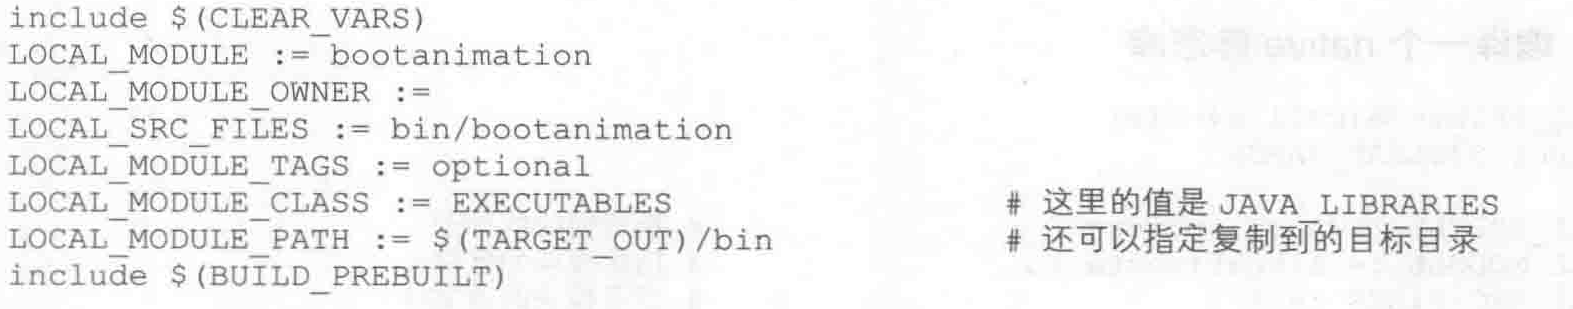 include $(CLEAR_VARS)
LOCAL_MODULE := bootanimation
LOCAL_MODULE_OWNER :=
LOCAL_SRC_FILES := bin/bootanimation
LOCAL_MODULE_TAGS := optional
LOCAL_MODULE_CLASS := EXECUTABLES # 这里的值是 JAVA_LIBRARIES
LOCAL_MODULE_PATH := $(TARGET_OUT)/bin # 还可以指定复制到的目标目录
include $(BUILD_PREBUILT)